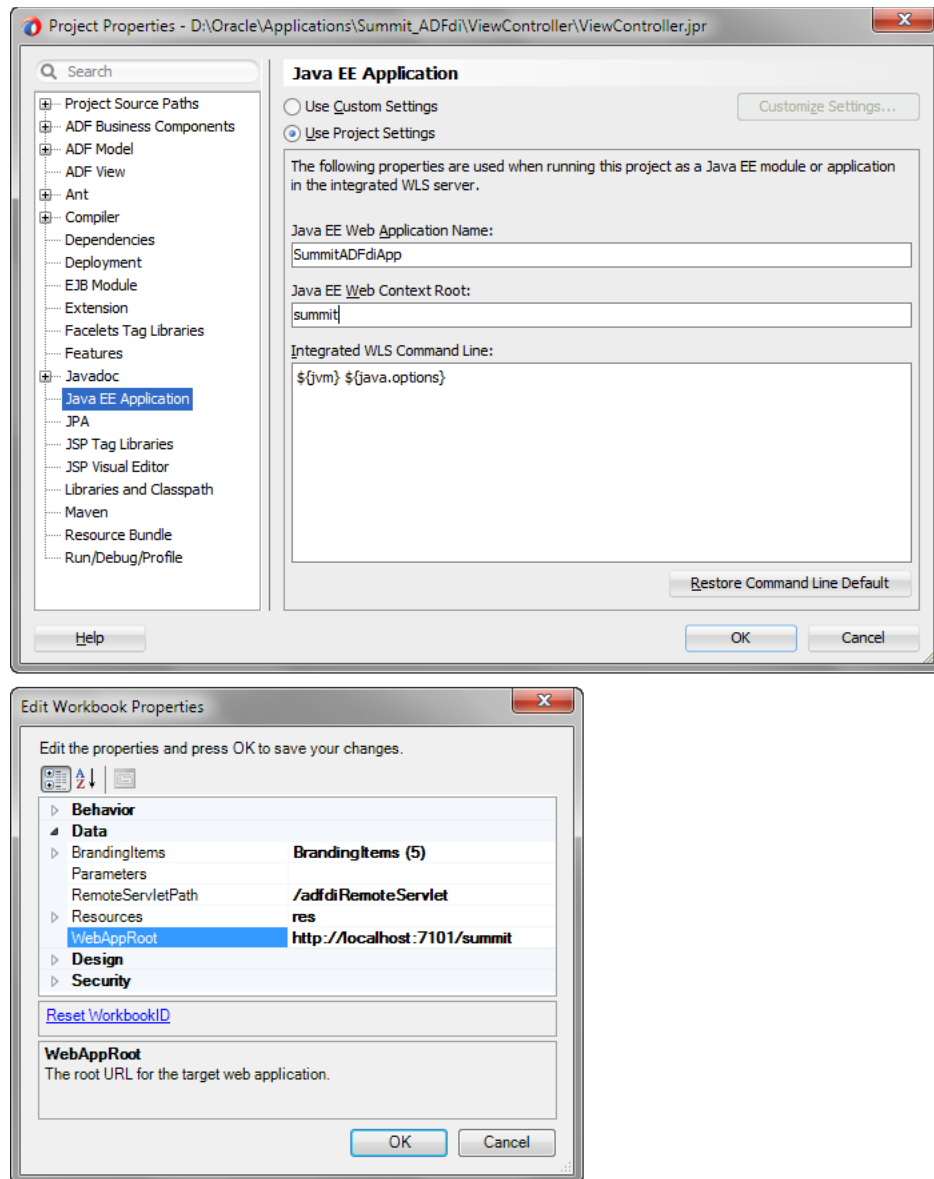 Project Properties - D:\Oracle\Applications\Summit_ADFdi\ViewController\ViewController.jpr
Search
Project Source Paths
ADF Business Components
ADF Model
ADF View
Ant
Compiler
Dependencies
Deployment
EJB Module
Extension
Facelets Tag Libraries
Features
Javadoc
Java EE Application
JPA
JSP Tag Libraries
JSP Visual Editor
Libraries and Classpath
Maven
Resource Bundle
Run/Debug/Profile
Java EE Application
Use Custom Settings
Customize Settings...
Use Project Settings
The following properties are used when running this project as a Java EE module or application
in the integrated WLS server.
Java EE Web Application Name:
SummitADFdiApp
Java EE Web Context Root:
summit
Integrated WLS Command Line:
${jvm} ${java.options}
Restore Command Line Default
Help
OK
Cancel
Edit Workbook Properties
Edit the properties and press OK to save your changes.
Behavior
Data
BrandingItems BrandingItems (5)
Parameters
RemoteServletPath /adfdiRemoteServlet
Resources res
WebAppRoot http://localhost:7101/summit
Design
Security
Reset WorkbookID
WebAppRoot
The root URL for the target web application.
OK
Cancel